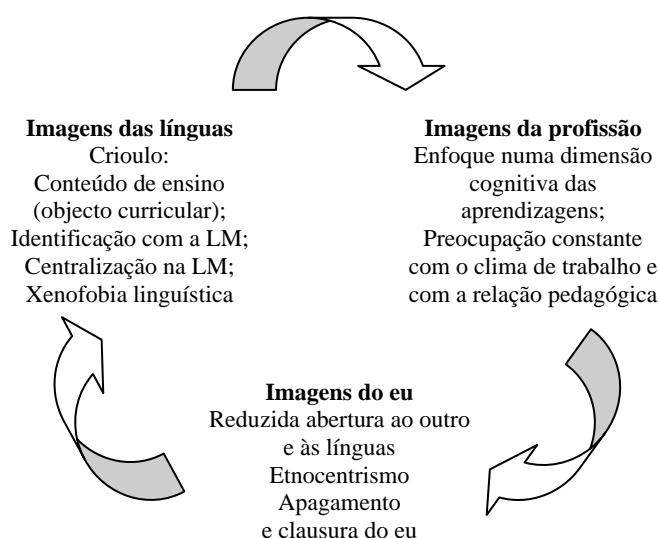 Imagens das línguas
Crioulo:
Conteúdo de ensino
(objecto curricular);
Identificação com a LM;
Centralização na LM;
Xenofobia linguística
Imagens da profissão
Enfoque numa dimensão
cognitiva das
aprendizagens;
Preocupação constante
com o clima de trabalho e
com a relação pedagógica
Imagens do eu
Reduzida abertura ao outro
e às línguas
Etnocentrismo
Apagamento
e clausura do eu